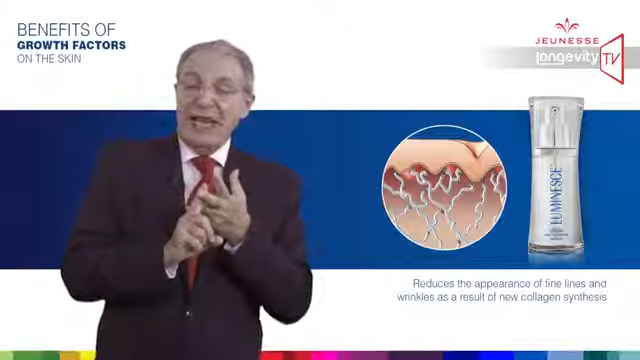 BENEFITS OF
GROWTH FACTORS
ON THE SKIN
JEUNESSE
longevity TV
LUMINESCE
Reduces the appearance of fine lines and
wrinkles as a result of new collagen synthesis